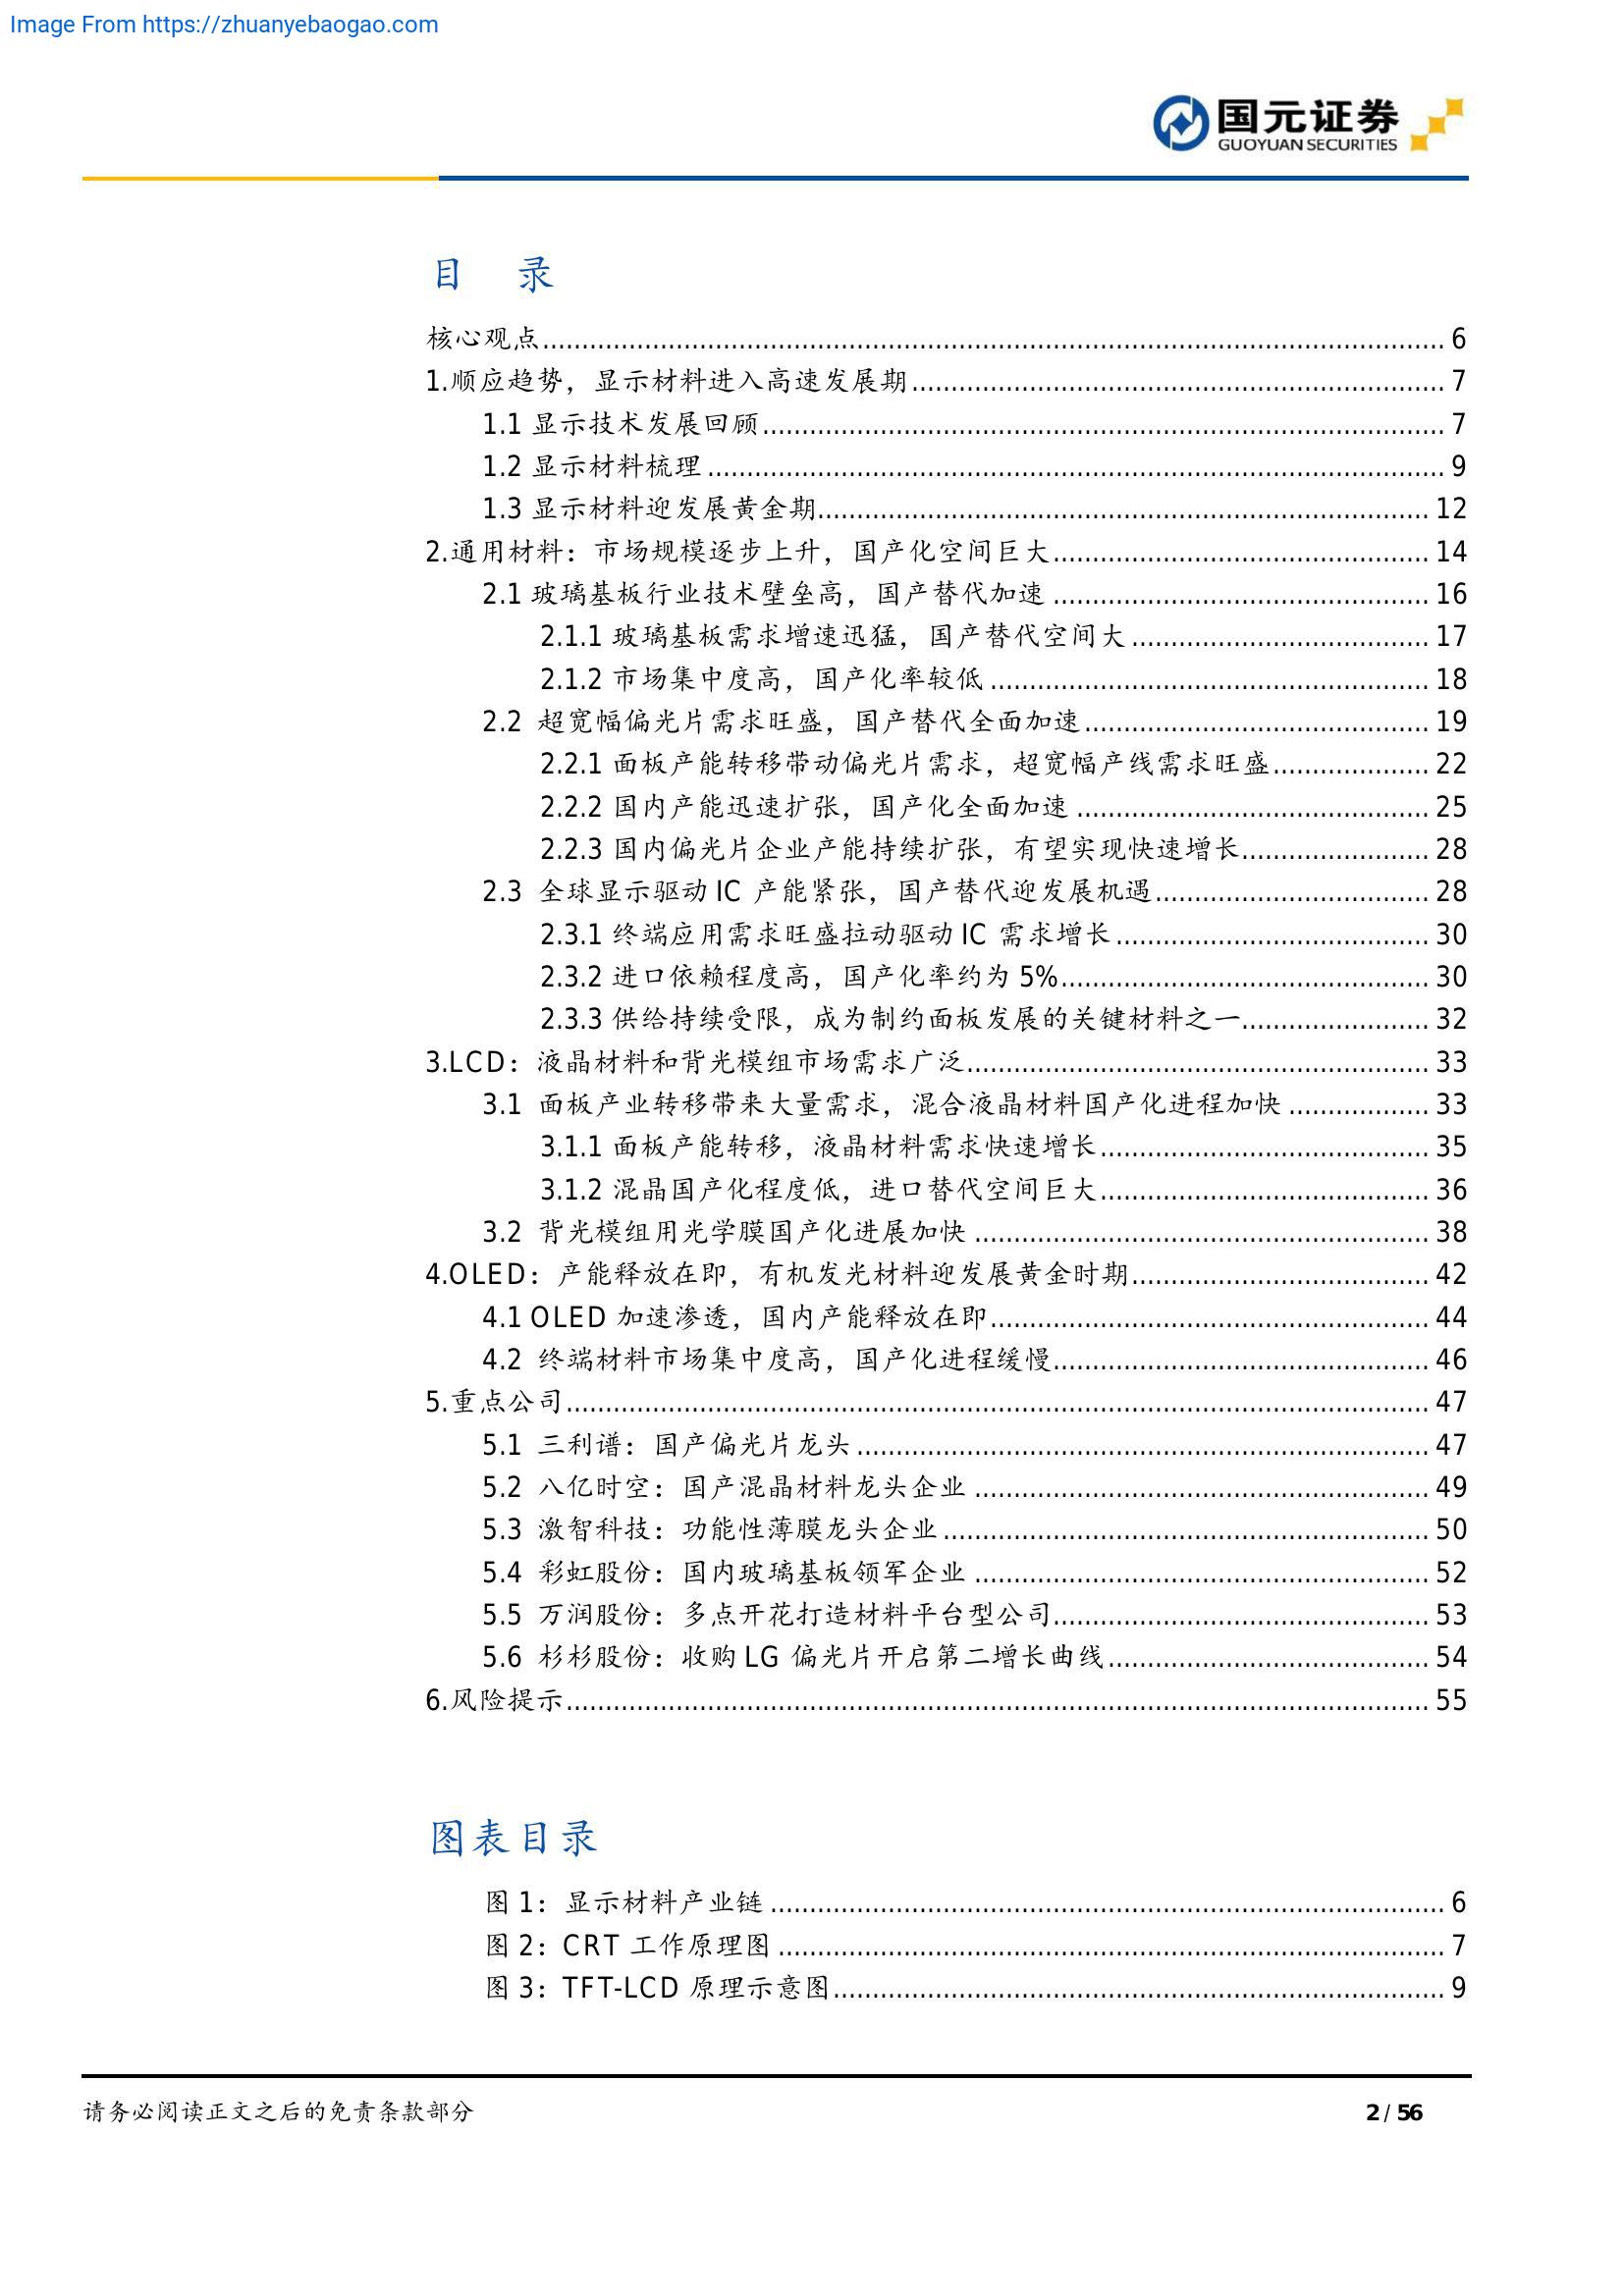 Image From https://zhuanyebaogao.com
国元证券
GUOYUAN SECURITIES
目 录
核心观点........ 6
1.顺应趋势，显示材料进入高速发展期........ 7
1.1 显示技术发展回顾........ 7
1.2 显示材料梳理........ 9
1.3 显示材料迎发展黄金期........ 12
2.通用材料：市场规模逐步上升，国产化空间巨大........ 14
2.1 玻璃基板行业技术壁垒高，国产替代加速........ 16
2.1.1 玻璃基板需求增速迅猛，国产替代空间大........ 17
2.1.2 市场集中度高，国产化率较低........ 18
2.2 超宽幅偏光片需求旺盛，国产替代全面加速........ 19
2.2.1 面板产能转移带动偏光片需求，超宽幅产线需求旺盛........ 22
2.2.2 国内产能迅速扩张，国产化全面加速........ 25
2.2.3 国内偏光片企业产能持续扩张，有望实现快速增长........ 28
2.3 全球显示驱动 IC 产能紧张，国产替代迎发展机遇........ 28
2.3.1 终端应用需求旺盛拉动驱动 IC 需求增长........ 30
2.3.2 进口依赖程度高，国产化率约为 5%........ 30
2.3.3 供给持续受限，成为制约面板发展的关键材料之一........ 32
3.LCD：液晶材料和背光模组市场需求广泛........ 33
3.1 面板产业转移带来大量需求，混合液晶材料国产化进程加快........ 33
3.1.1 面板产能转移，液晶材料需求快速增长........ 35
3.1.2 混晶国产化程度低，进口替代空间巨大........ 36
3.2 背光模组用光学膜国产化进展加快........ 38
4.OLED：产能释放在即，有机发光材料迎发展黄金时期........ 42
4.1 OLED 加速渗透，国内产能释放在即........ 44
4.2 终端材料市场集中度高，国产化进程缓慢........ 46
5.重点公司........ 47
5.1 三利谱：国产偏光片龙头........ 47
5.2 八亿时空：国产混晶材料龙头企业........ 49
5.3 激智科技：功能性薄膜龙头企业........ 50
5.4 彩虹股份：国内玻璃基板领军企业........ 52
5.5 万润股份：多点开花打造材料平台型公司........ 53
5.6 杉杉股份：收购 LG 偏光片开启第二增长曲线........ 54
6.风险提示........ 55
图表目录
图 1：显示材料产业链........ 6
图 2：CRT 工作原理图........ 7
图 3：TFT-LCD 原理示意图........ 9
请务必阅读正文之后的免责条款部分
2 / 56